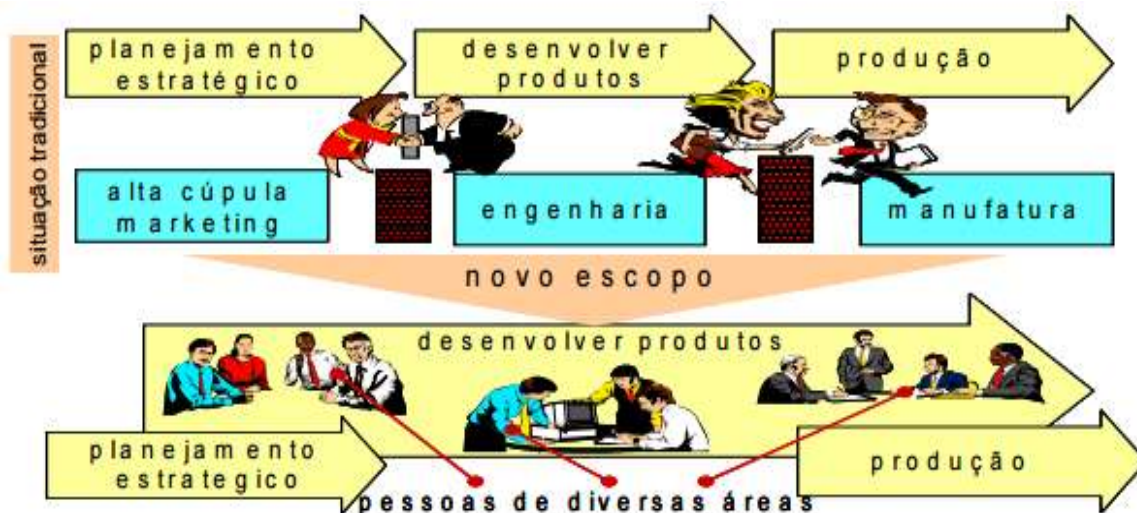 situação tradicional
planejamento
estratégico
desenvolver
produtos
produção
alta cúpula
marketing
engenharia
manufatura
novo escopo
desenvolver produtos
planejamento
estrategico
produção
pessoas de diversas áreas